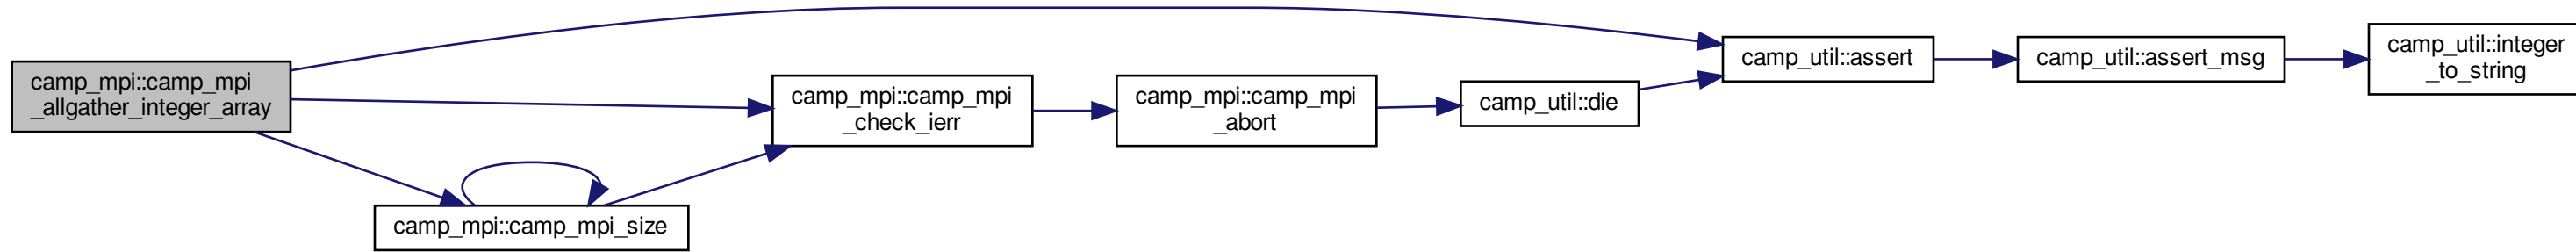 camp_mpi::camp_mpi
_allgather_integer_array
camp_mpi::camp_mpi_size
camp_mpi::camp_mpi
_check_ierr
camp_mpi::camp_mpi
_abort
camp_util::die
camp_util::assert
camp_util::assert_msg
camp_util::integer
_to_string